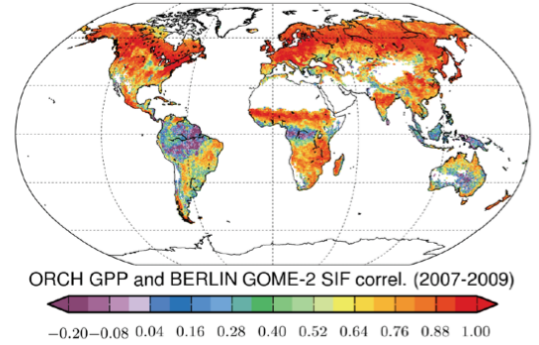 ORCH GPP and BERLIN GOME-2 SIF correl. (2007-2009)
−0.20−0.08 0.04 0.16 0.28 0.40 0.52 0.64 0.76 0.88 1.00